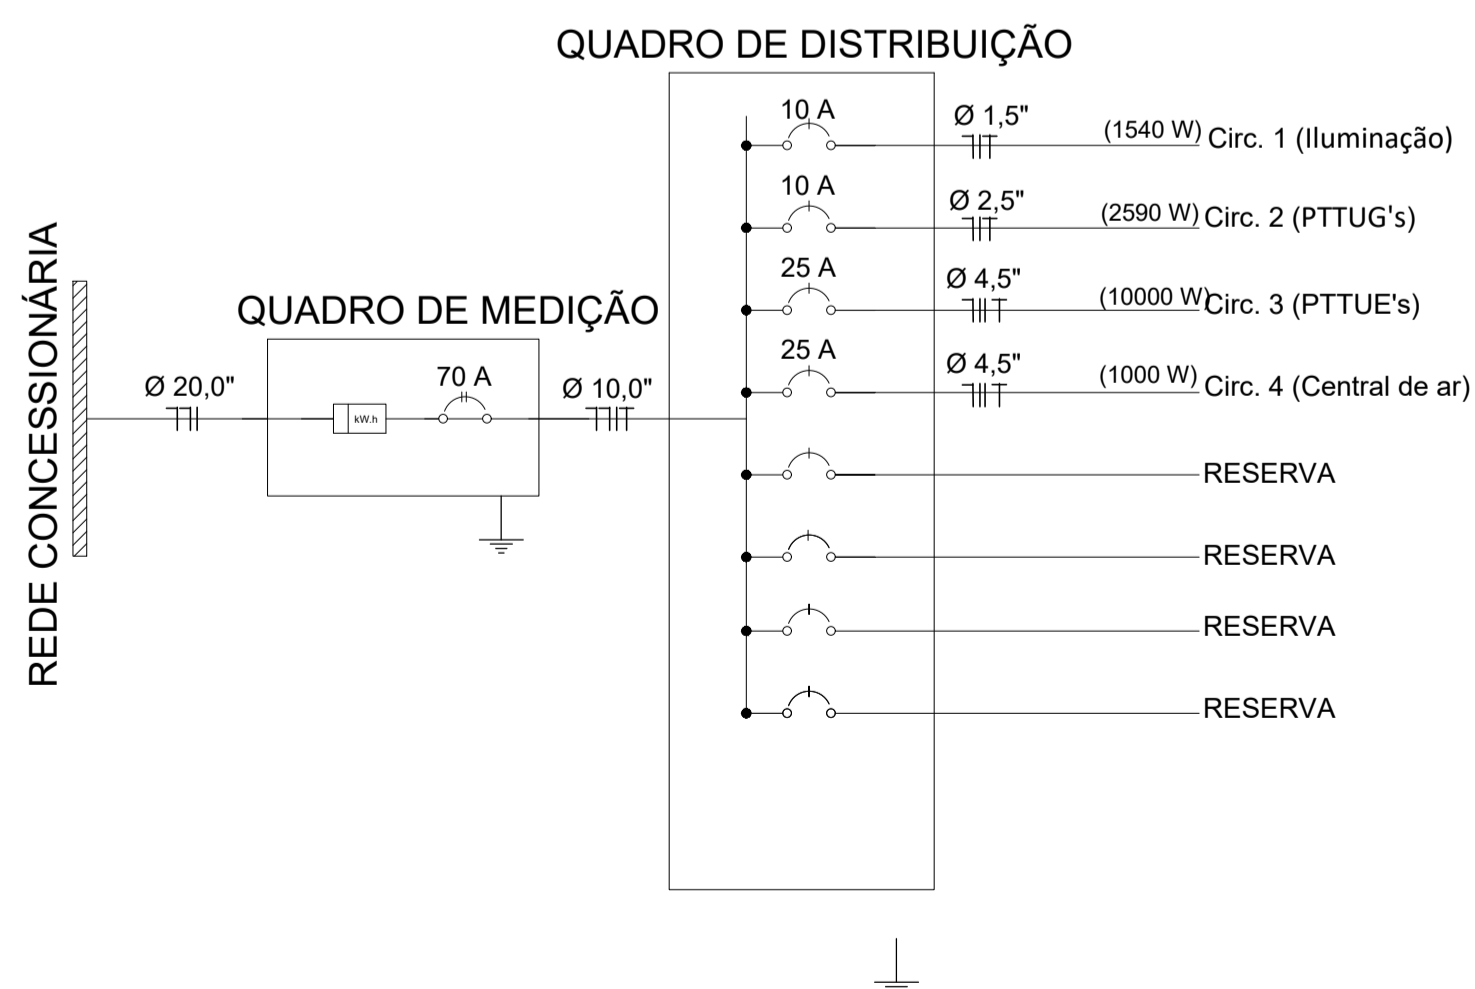 QUADRO DE DISTRIBUIÇÃO
10 A
Ø 1,5"
(1540 W) Circ. 1 (Iluminação)
10 A
Ø 2,5"
(2590 W) Circ. 2 (PTTUG's)
25 A
Ø 4,5"
(10000 W) Circ. 3 (PTTUE's)
25 A
Ø 4,5"
(1000 W) Circ. 4 (Central de ar)
RESERVA
RESERVA
RESERVA
RESERVA
QUADRO DE MEDIÇÃO
Ø 20,0"
kW.h
70 A
Ø 10,0"
REDE CONCESSIONÁRIA